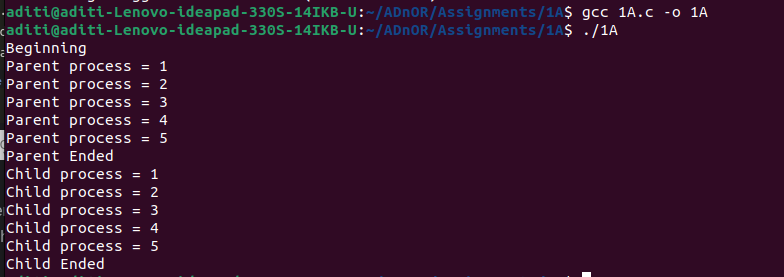 aditi@aditi-Lenovo-ideapad-330S-14IKB-U:~/ADnOR/Assignments/1A$ gcc 1A.c -o 1A
aditi@aditi-Lenovo-ideapad-330S-14IKB-U:~/ADnOR/Assignments/1A$ ./1A
Beginning
Parent process = 1
Parent process = 2
Parent process = 3
Parent process = 4
Parent process = 5
Parent Ended
Child process = 1
Child process = 2
Child process = 3
Child process = 4
Child process = 5
Child Ended